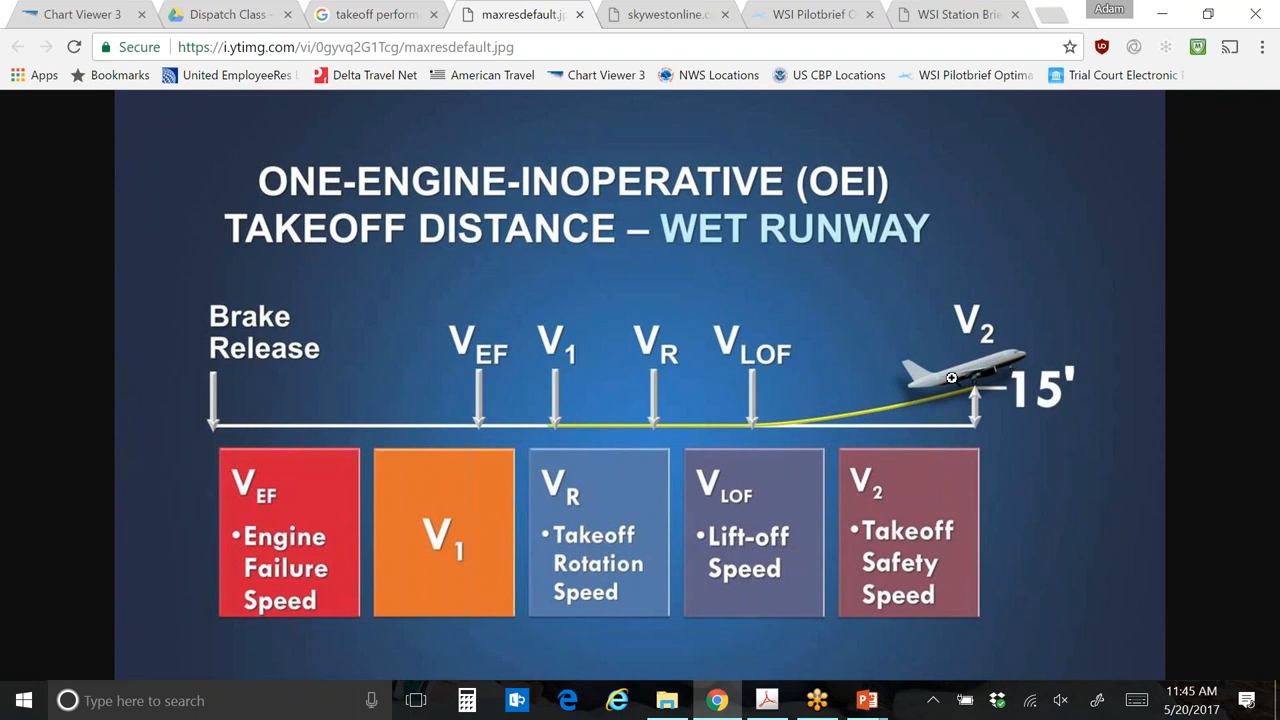 Chart Viewer 3
Dispatch Class -
takeoff perform
maxresdefault.j
skywestonline.c
WSI Pilotbrief O
WSI Station Brie
Adam
Secure
https://i.ytimg.com/vi/0gyvq2G1Tcg/maxresdefault.jpg
Apps
Bookmarks
United EmployeeRes
Delta Travel Net
American Travel
Chart Viewer 3
NWS Locations
US CBP Locations
WSI Pilotbrief Optima
Trial Court Electronic
ONE-ENGINE-INOPERATIVE (OEI)
TAKEOFF DISTANCE – WET RUNWAY
Brake
Release
VEF
V1
VR
VLOF
V2
15'
VEF
•Engine
Failure
Speed
V1
VR
•Takeoff
Rotation
Speed
VLOF
•Lift-off
Speed
V2
•Takeoff
Safety
Speed
Type here to search
11:45 AM
5/20/2017